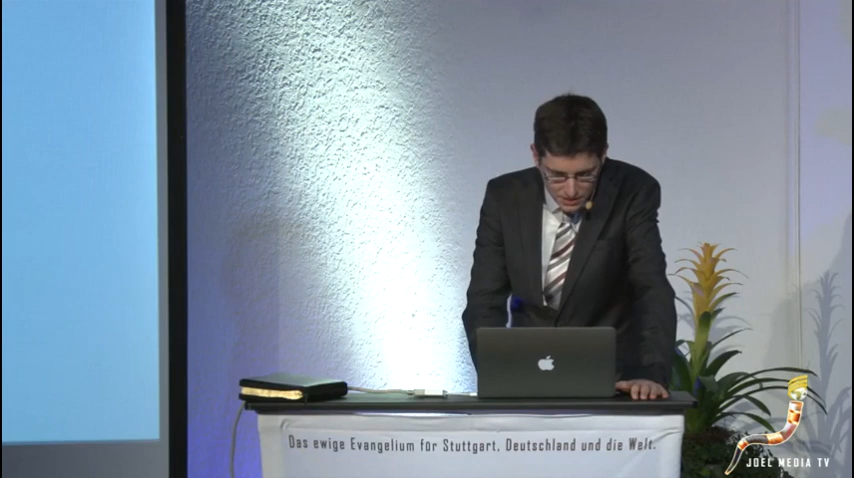 Das ewige Evangelium für Stuttgart, Deutschland und die Welt.
JOEL MEDIA TV